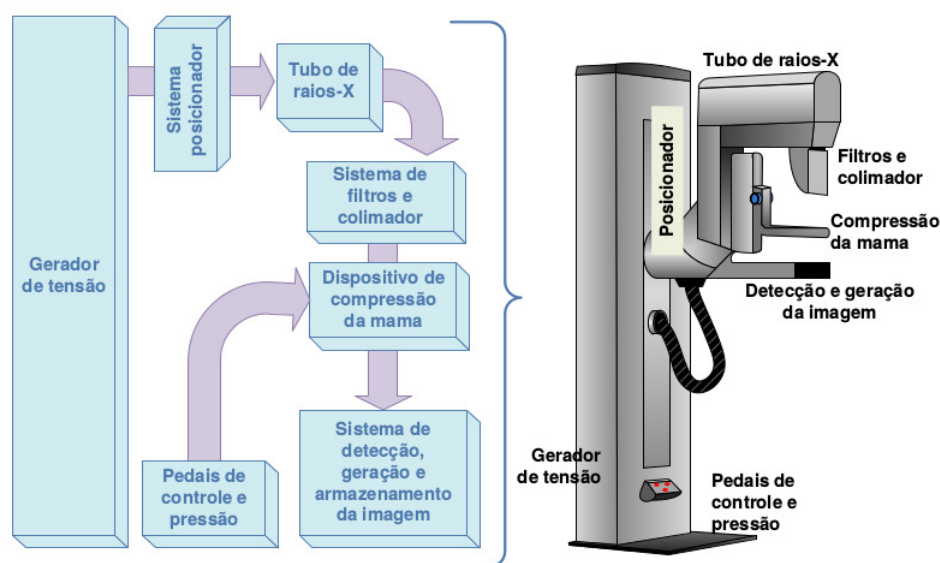 Gerador
de tensão
Sistema
posicionador
Tubo de
raios-X
Sistema de
filtros e
colimador
Dispositivo de
compressão
da mama
Pedais de
controle e
pressão
Sistema de
detecção,
geração e
armazenamento
da imagem
Tubo de raios-X
Posicionador
Filtros e
colimador
Compressão
da mama
Detecção e geração
da imagem
Gerador
de tensão
Pedais de
controle e
pressão